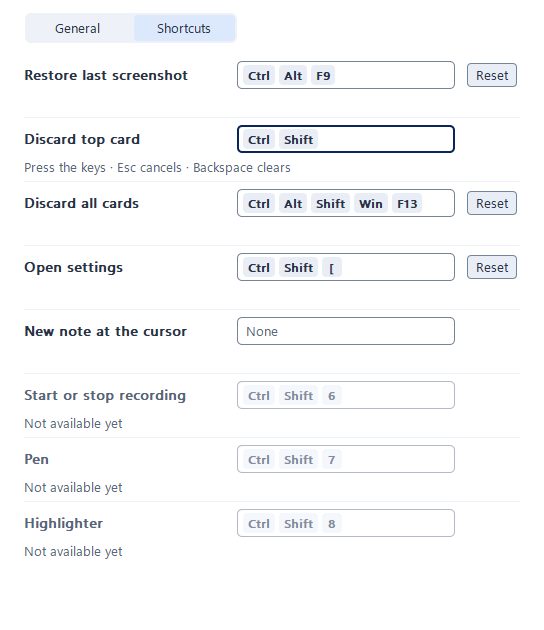 General Shortcuts
Restore last screenshot Ctrl Alt F9 Reset
Discard top card Ctrl Shift
Press the keys · Esc cancels · Backspace clears
Discard all cards Ctrl Alt Shift Win F13 Reset
Open settings Ctrl Shift [ Reset
New note at the cursor None
Start or stop recording Ctrl Shift 6
Not available yet
Pen Ctrl Shift 7
Not available yet
Highlighter Ctrl Shift 8
Not available yet